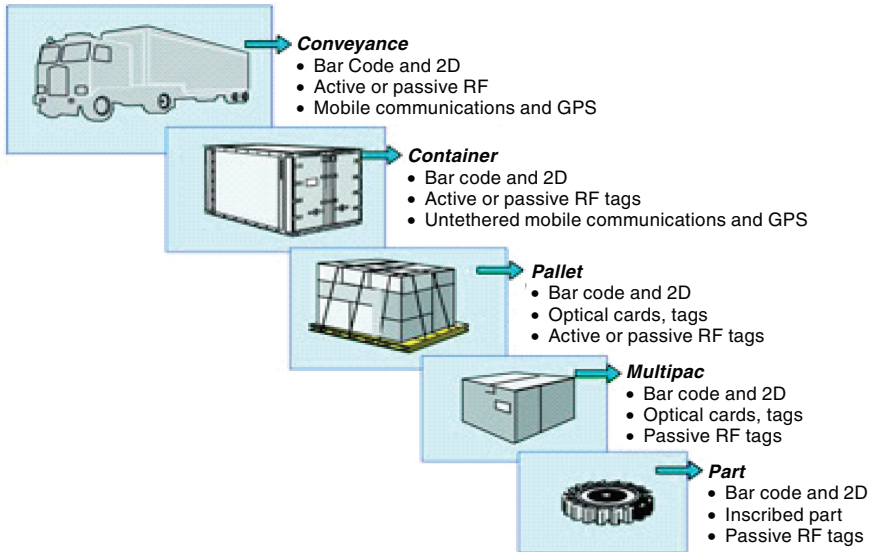 Conveyance
• Bar Code and 2D
• Active or passive RF
• Mobile communications and GPS
Container
• Bar code and 2D
• Active or passive RF tags
• Untethered mobile communications and GPS
Pallet
• Bar code and 2D
• Optical cards, tags
• Active or passive RF tags
Multipac
• Bar code and 2D
• Optical cards, tags
• Passive RF tags
Part
• Bar code and 2D
• Inscribed part
• Passive RF tags